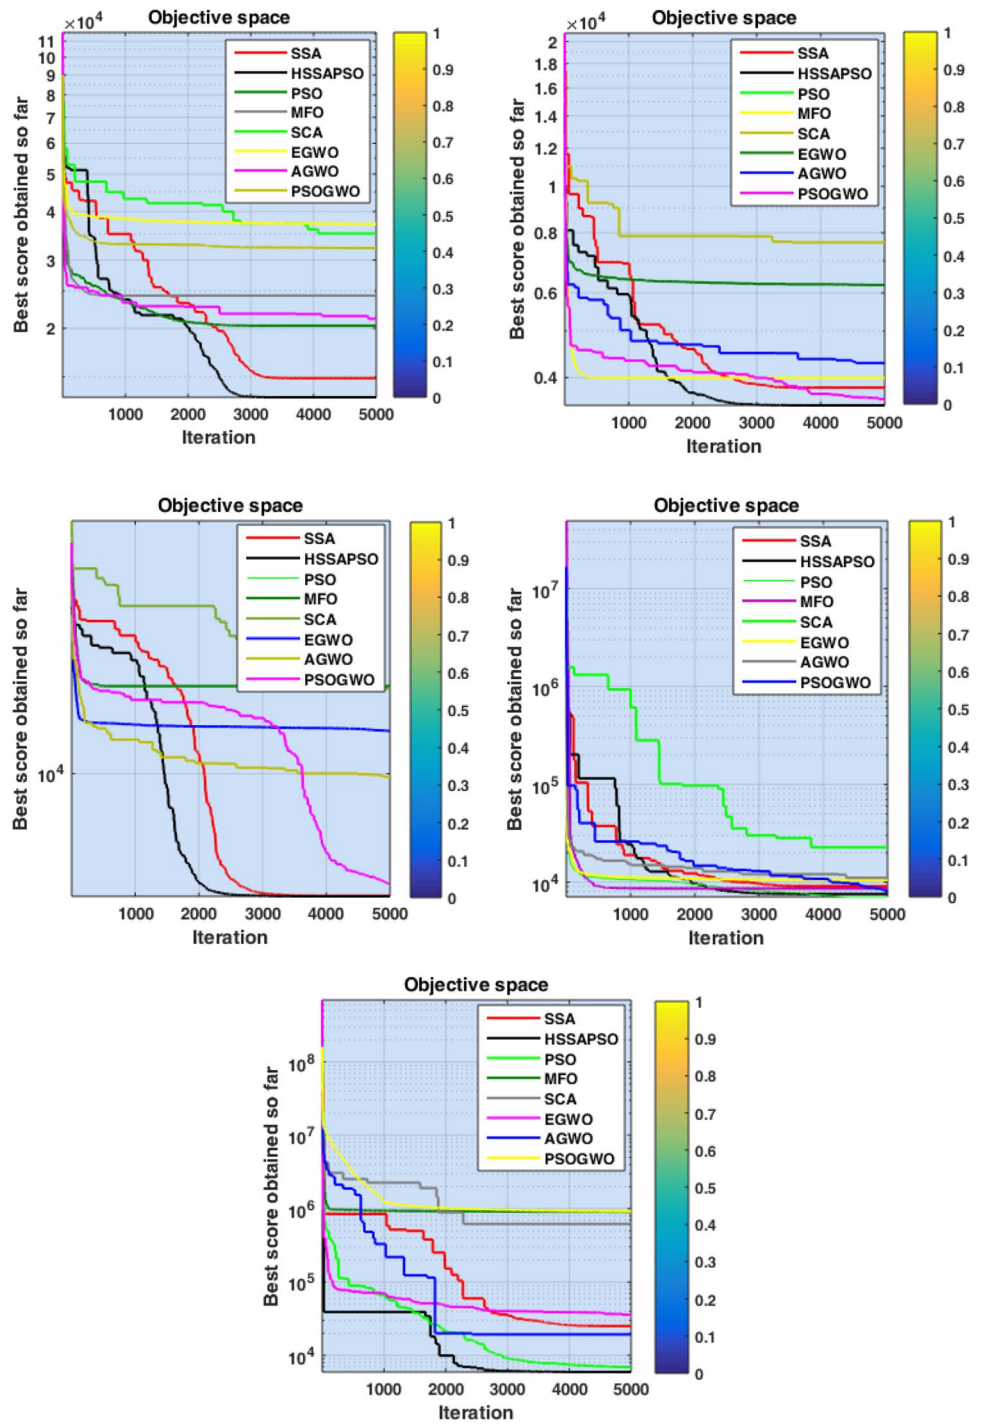 Objective space
×10⁴
Best score obtained so far
11
10
9
8
7
6
5
4
3
2
1000 2000 3000 4000 5000
Iteration
SSA
HSSAPSO
PSO
MFO
SCA
EGWO
AGWO
PSOGWO
1
0.9
0.8
0.7
0.6
0.5
0.4
0.3
0.2
0.1
0
Objective space
×10⁴
Best score obtained so far
2
1.8
1.6
1.4
1.2
1
0.8
0.6
0.4
1000 2000 3000 4000 5000
Iteration
SSA
HSSAPSO
PSO
MFO
SCA
EGWO
AGWO
PSOGWO
1
0.9
0.8
0.7
0.6
0.5
0.4
0.3
0.2
0.1
0
Objective space
Best score obtained so far
10⁴
1000 2000 3000 4000 5000
Iteration
SSA
HSSAPSO
PSO
MFO
SCA
EGWO
AGWO
PSOGWO
1
0.9
0.8
0.7
0.6
0.5
0.4
0.3
0.2
0.1
0
Objective space
Best score obtained so far
10⁷
10⁶
10⁵
10⁴
1000 2000 3000 4000 5000
Iteration
SSA
HSSAPSO
PSO
MFO
SCA
EGWO
AGWO
PSOGWO
1
0.9
0.8
0.7
0.6
0.5
0.4
0.3
0.2
0.1
0
Objective space
Best score obtained so far
10⁸
10⁷
10⁶
10⁵
10⁴
1000 2000 3000 4000 5000
Iteration
SSA
HSSAPSO
PSO
MFO
SCA
EGWO
AGWO
PSOGWO
1
0.9
0.8
0.7
0.6
0.5
0.4
0.3
0.2
0.1
0